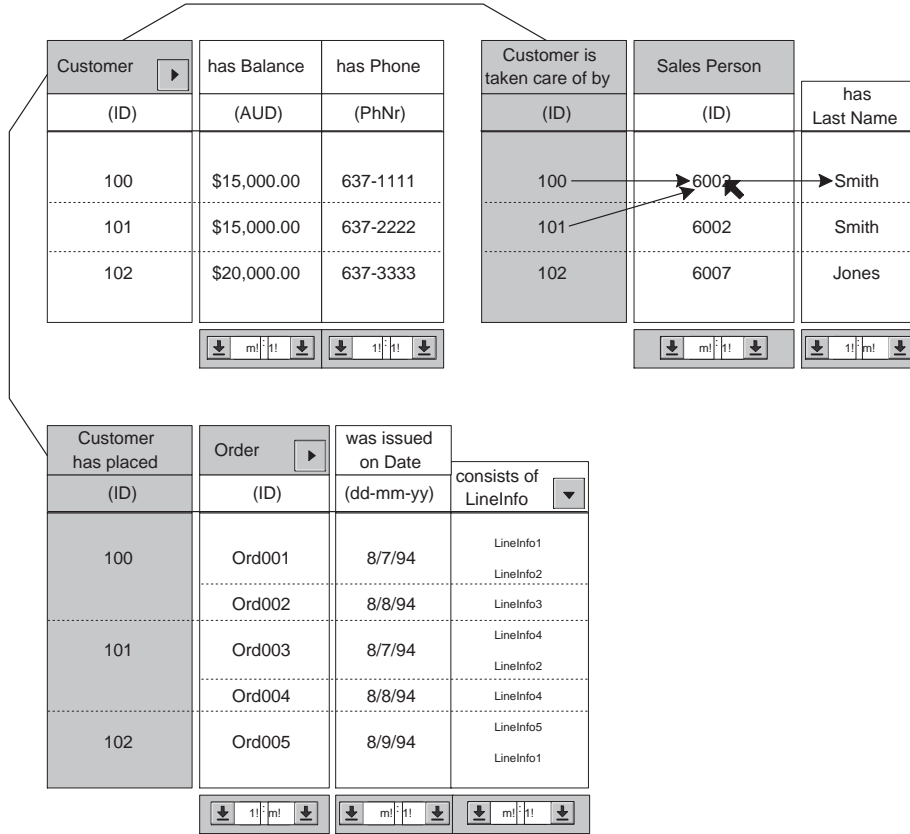 Customer
has Balance
has Phone
(ID)
(AUD)
(PhNr)
100
$15,000.00
637-1111
101
$15,000.00
637-2222
102
$20,000.00
637-3333
m! : 1!
1! : 1!
Customer is
taken care of by
Sales Person
has
Last Name
(ID)
(ID)
100
Smith
101
6002
Smith
102
6007
Jones
m! : 1!
1! : m!
Customer
has placed
Order
was issued
on Date
consists of
LineInfo
(ID)
(ID)
(dd-mm-yy)
100
Ord001
8/7/94
LineInfo1
LineInfo2
Ord002
8/8/94
LineInfo3
101
Ord003
8/7/94
LineInfo4
LineInfo2
Ord004
8/8/94
LineInfo4
102
Ord005
8/9/94
LineInfo5
LineInfo1
1! : m!
m! : 1!
m! : 1!